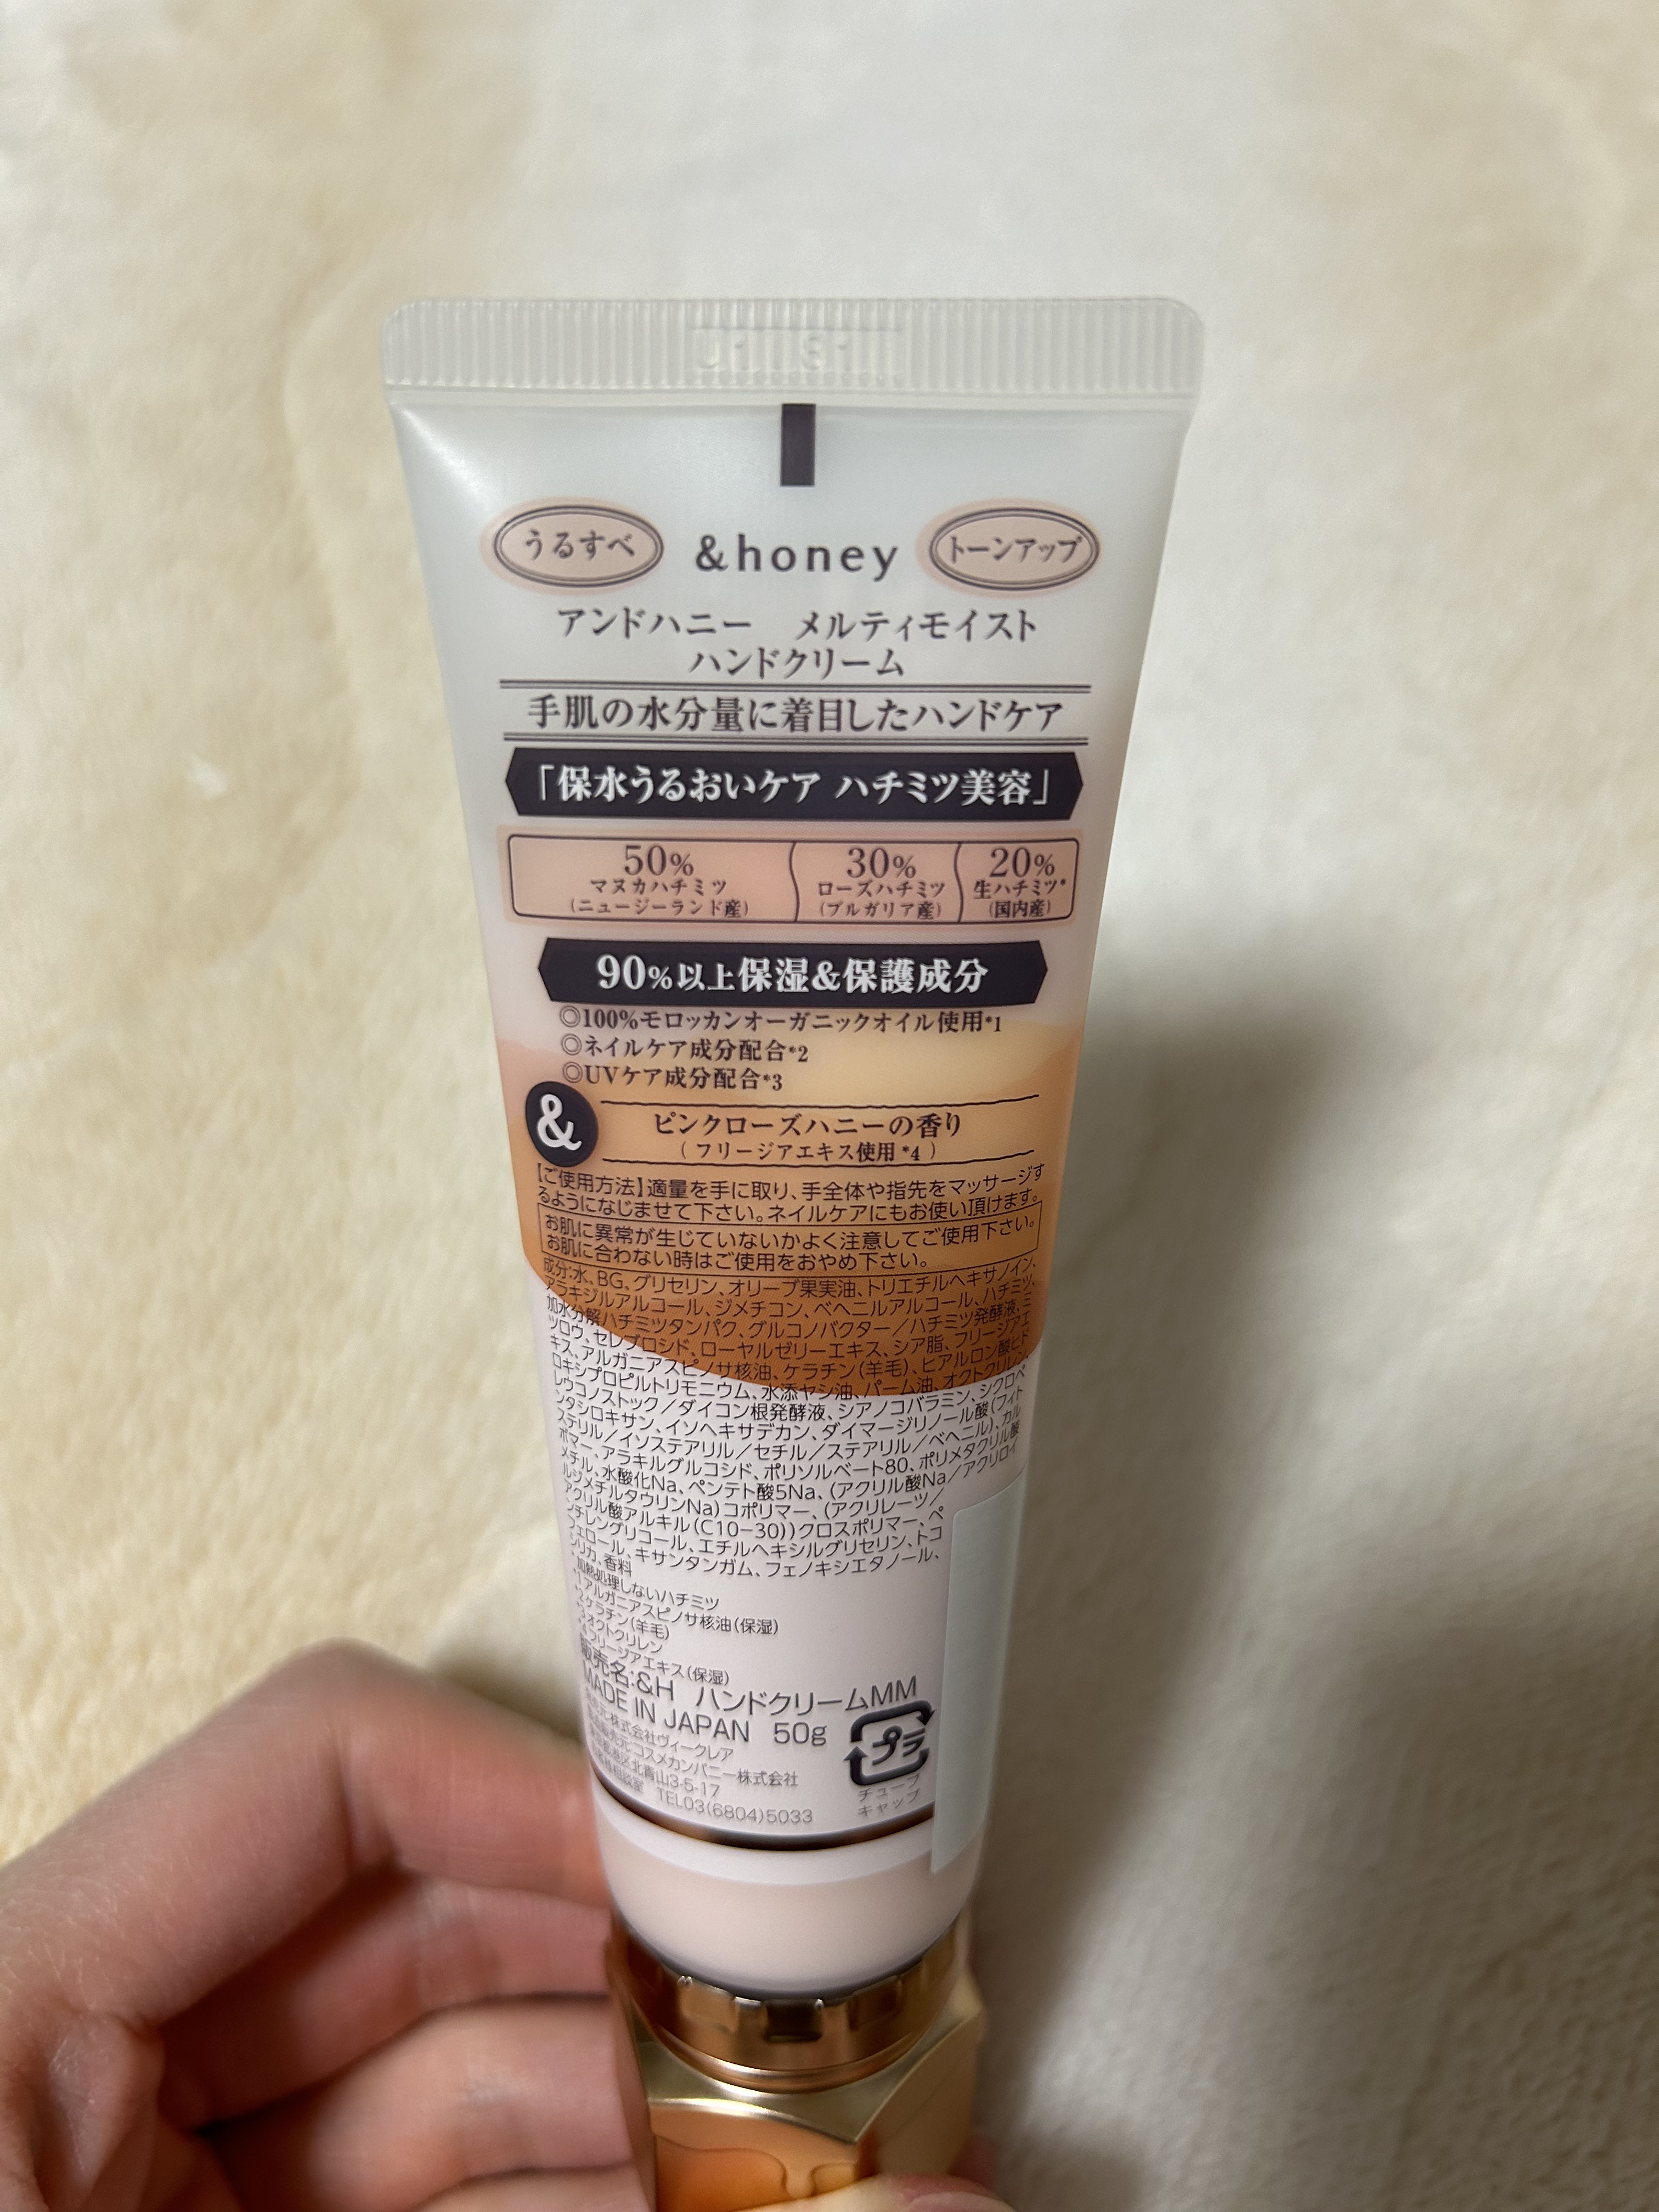 うるすべ &honey トーンアップ
アンドハニー メルティモイスト
ハンドクリーム
手肌の水分量に着目したハンドケア
「保水うるおいケア ハチミツ美容」
50% 30% 20%
マヌカハチミツ ローズハチミツ 生ハチミツ*
(ニュージーランド産) (ブルガリア産) (国内産)
90%以上保湿&保護成分
◎100%モロッカンオーガニックオイル使用*1
◎ネイルケア成分配合*2
◎UVケア成分配合*3
& ピンクローズハニーの香り
(フリージアエキス使用*4)
【ご使用方法】適量を手に取り、手全体や指先をマッサージす
るようになじませて下さい。ネイルケアにもお使い頂けます。
お肌に異常が生じていないかよく注意してご使用下さい。
お肌に合わない時はご使用をおやめ下さい。
成分:水、BG、グリセリン、オリーブ果実油、トリエチルヘキサノイン、
アラキジルアルコール、ジメチコン、ベヘニルアルコール、ハチミツ、
加水分解ハチミツタンパク、グルコノバクター/ハチミツ発酵液、ミ
ツロウ、セレブロシド、ローヤルゼリーエキス、シア脂、フリージアエ
キス、アルガニアスピノサ核油、ケラチン(羊毛)、ヒアルロン酸ヒド
ロキシプロピルトリモニウム、水添ヤシ油、パーム油、オクトクリレン、
レウコノストック/ダイコン根発酵液、シアノコバラミン、シクロペ
ンタシロキサン、イソヘキサデカン、ダイマージリノール酸(フィト
ステリル/イソステアリル/セチル/ステアリル/ベヘニル)、カル
ボマー、アラキルグルコシド、ポリソルベート80、ポリメタクリル酸
メチル、水酸化Na、ペンテト酸5Na、(アクリル酸Na/アクリロイ
ルジメチルタウリンNa)コポリマー、(アクリレーツ/
アクリル酸アルキル(C10-30))クロスポリマー、ペ
ンチレングリコール、エチルヘキシルグリセリン、トコ
フェロール、キサンタンガム、フェノキシエタノール、
シリカ、香料
*加熱処理しないハチミツ
*1アルガニアスピノサ核油(保湿)
*2ケラチン(羊毛)
*3オクトクリレン
*4フリージアエキス(保湿)
販売名:&H ハンドクリームMM
MADE IN JAPAN 50g
株式会社ヴィークレア
コスメカンパニー株式会社
北青山3-5-17
TEL03(6804)5033
プラ
チューブ
キャップ